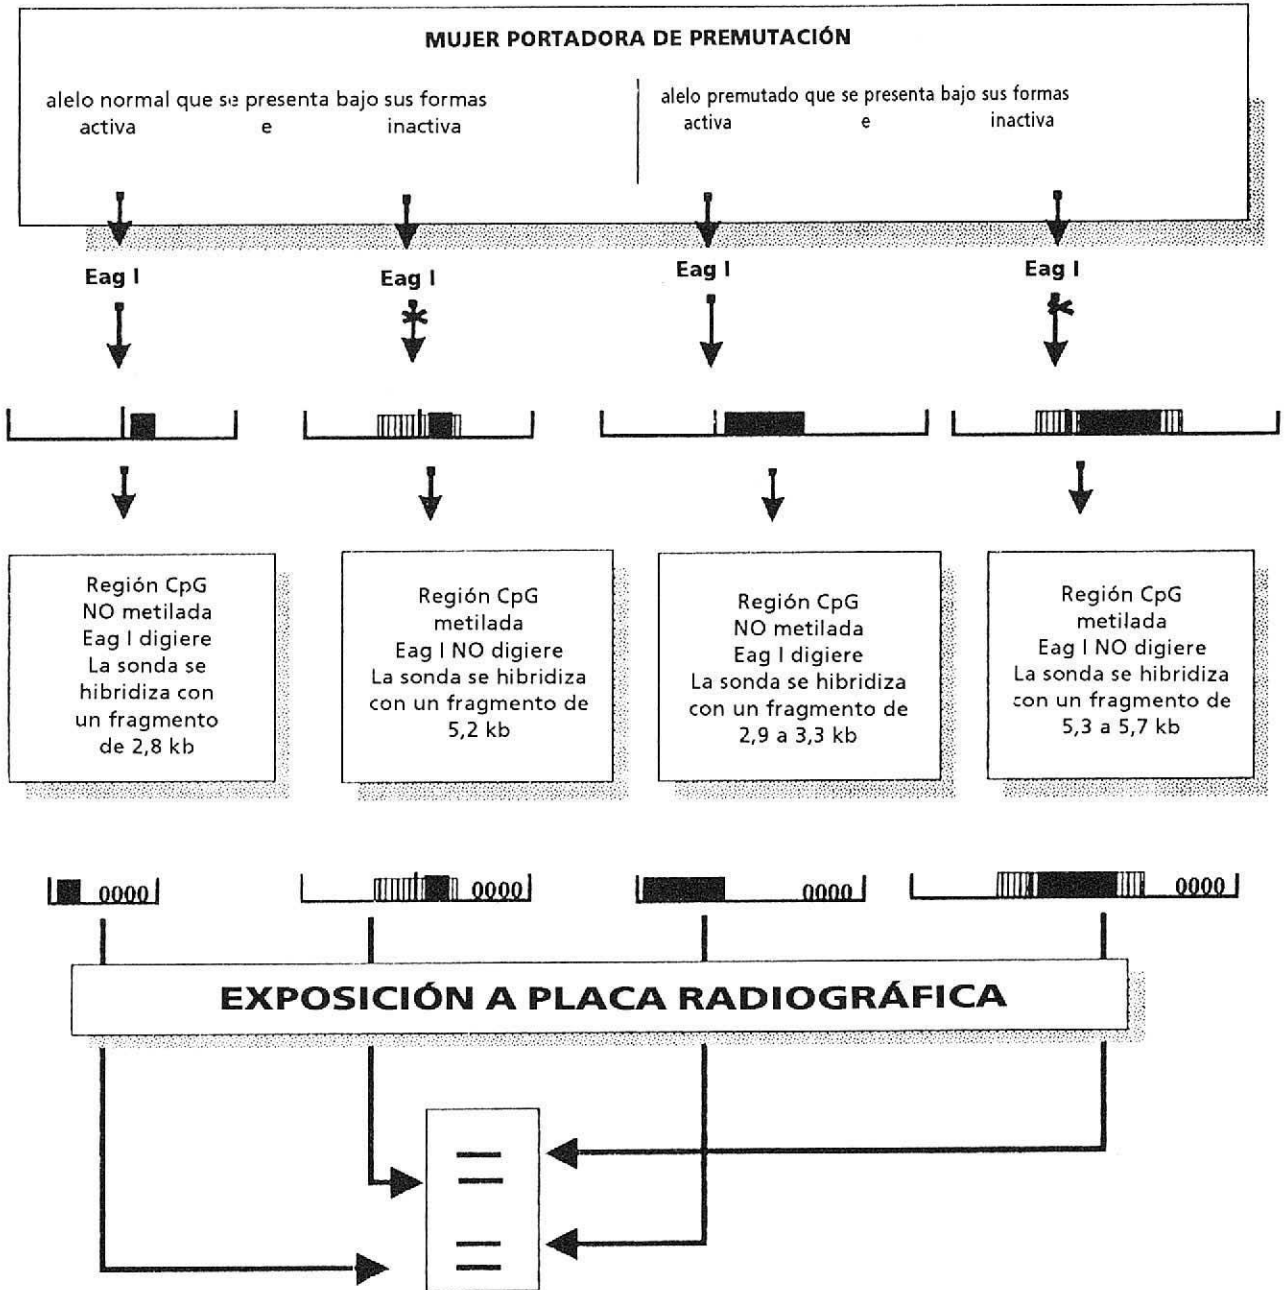 MUJER PORTADORA DE PREMUTACIÓN
alelo normal que se presenta bajo sus formas
activa e inactiva
alelo premutado que se presenta bajo sus formas
activa e inactiva
Eag I
Eag I
Eag I
Eag I
Región CpG
NO metilada
Eag I digiere
La sonda se
hibridiza con
un fragmento
de 2,8 kb
Región CpG
metilada
Eag I NO digiere
La sonda se hibridiza
con un fragmento de
5,2 kb
Región CpG
NO metilada
Eag I digiere
La sonda se hibridiza
con un fragmento de
2,9 a 3,3 kb
Región CpG
metilada
Eag I NO digiere
La sonda se hibridiza
con un fragmento de
5,3 a 5,7 kb
0000
0000
0000
0000
EXPOSICIÓN A PLACA RADIOGRÁFICA